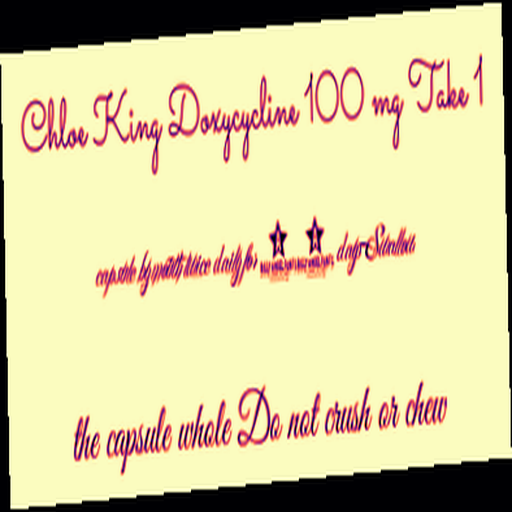 Chloe King Doxycycline 100 mg Take 1
capsule by mouth twice daily for days Swallow
the capsule whole Do not crush or chew